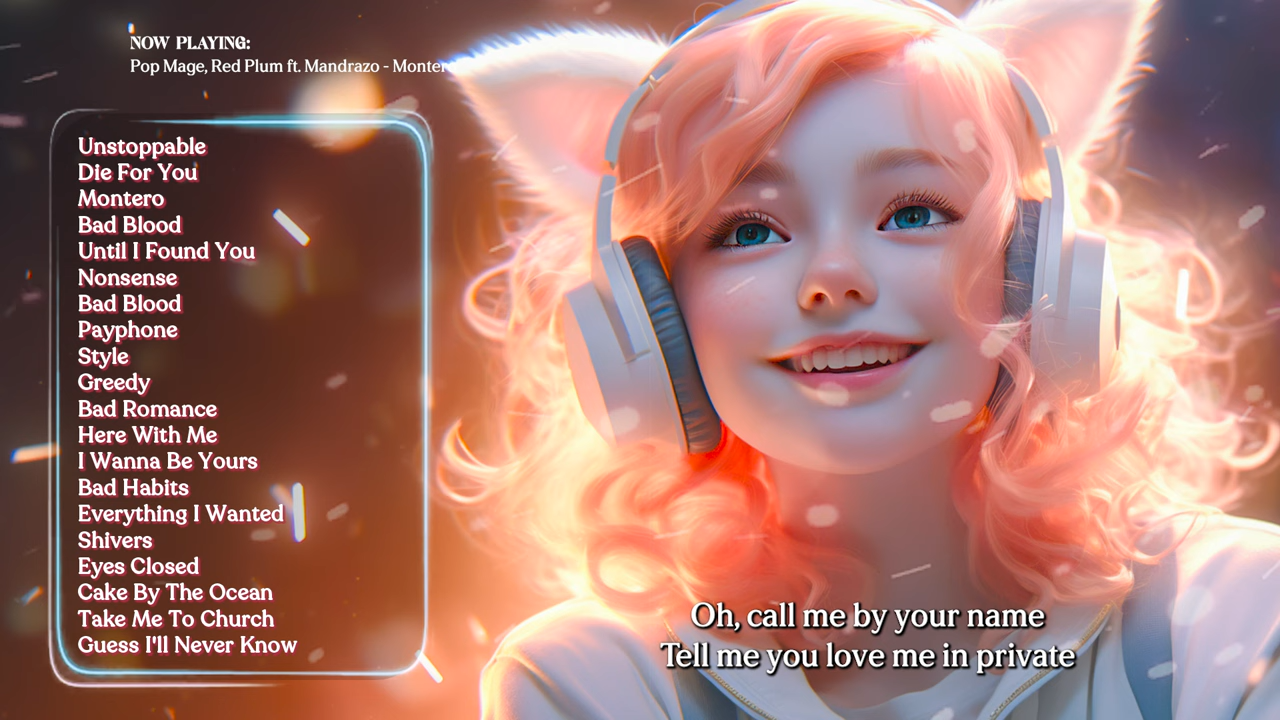 NOW PLAYING:
Pop Mage, Red Plum ft. Mandrazo - Monter
Unstoppable
Die For You
Montero
Bad Blood
Until I Found You
Nonsense
Bad Blood
Payphone
Style
Greedy
Bad Romance
Here With Me
I Wanna Be Yours
Bad Habits
Everything I Wanted
Shivers
Eyes Closed
Cake By The Ocean
Take Me To Church
Guess I'll Never Know
Oh, call me by your name
Tell me you love me in private